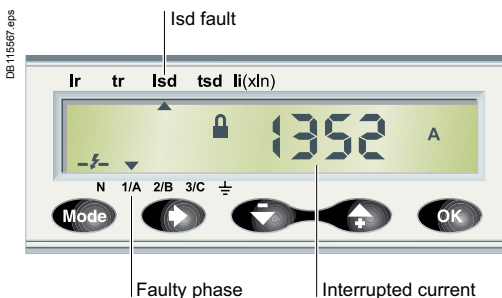 DB115567.eps
Isd fault
Ir tr Isd tsd Ii(xIn)
1352 A
N 1/A 2/B 3/C
Mode OK
Faulty phase Interrupted current